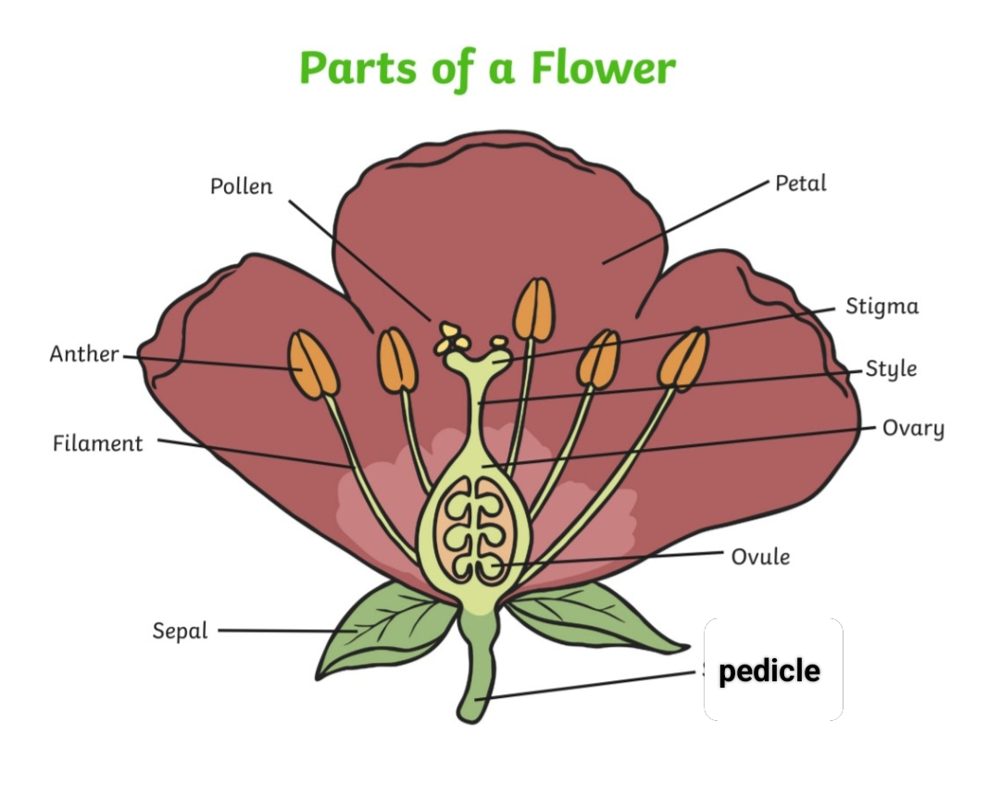 Parts of a Flower
Pollen
Petal
Stigma
Anther
Style
Ovary
Filament
Ovule
Sepal
pedicle